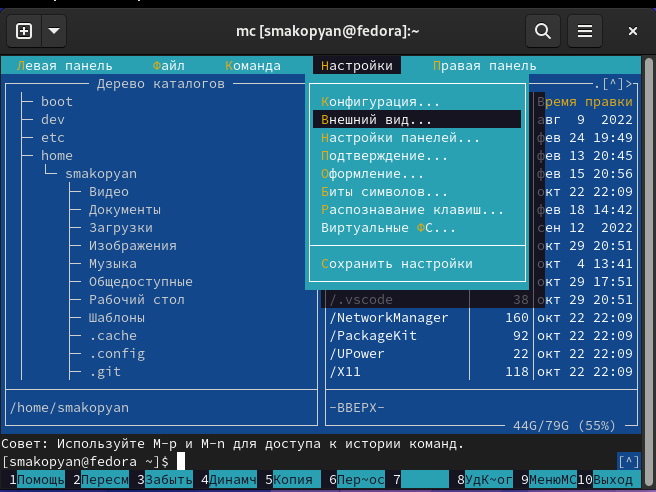 mc [smakopyan@fedora]:~
Левая панель Файл Команда Настройки Правая панель
Дерево каталогов .[^]>
boot Конфигурация... Время правки
dev Внешний вид... авг 9 2022
etc Настройки панелей... фев 24 19:49
home Подтверждение... фев 13 20:45
smakopyan Оформление... фев 15 20:56
Видео Биты символов... окт 22 22:09
Документы Распознавание клавиш... фев 18 14:42
Загрузки Виртуальные ФС... сен 12 2022
Изображения окт 29 20:51
Музыка Сохранить настройки окт 4 13:41
Общедоступные окт 29 17:51
Рабочий стол /.vscode 38 окт 29 20:51
Шаблоны /NetworkManager 160 окт 22 22:09
.cache /PackageKit 92 окт 22 22:09
.config /UPower 22 окт 22 22:09
.git /X11 118 окт 22 22:09
/home/smakopyan -ВВЕРХ-
44G/79G (55%)
Совет: Используйте M-p и M-n для доступа к истории команд.
[smakopyan@fedora ~]$ [^]
1Помощь 2Пересм 3Забыть 4Динамч 5Копия 6Пер~ос 7 8УдК~ог 9МенюMC 10Выход